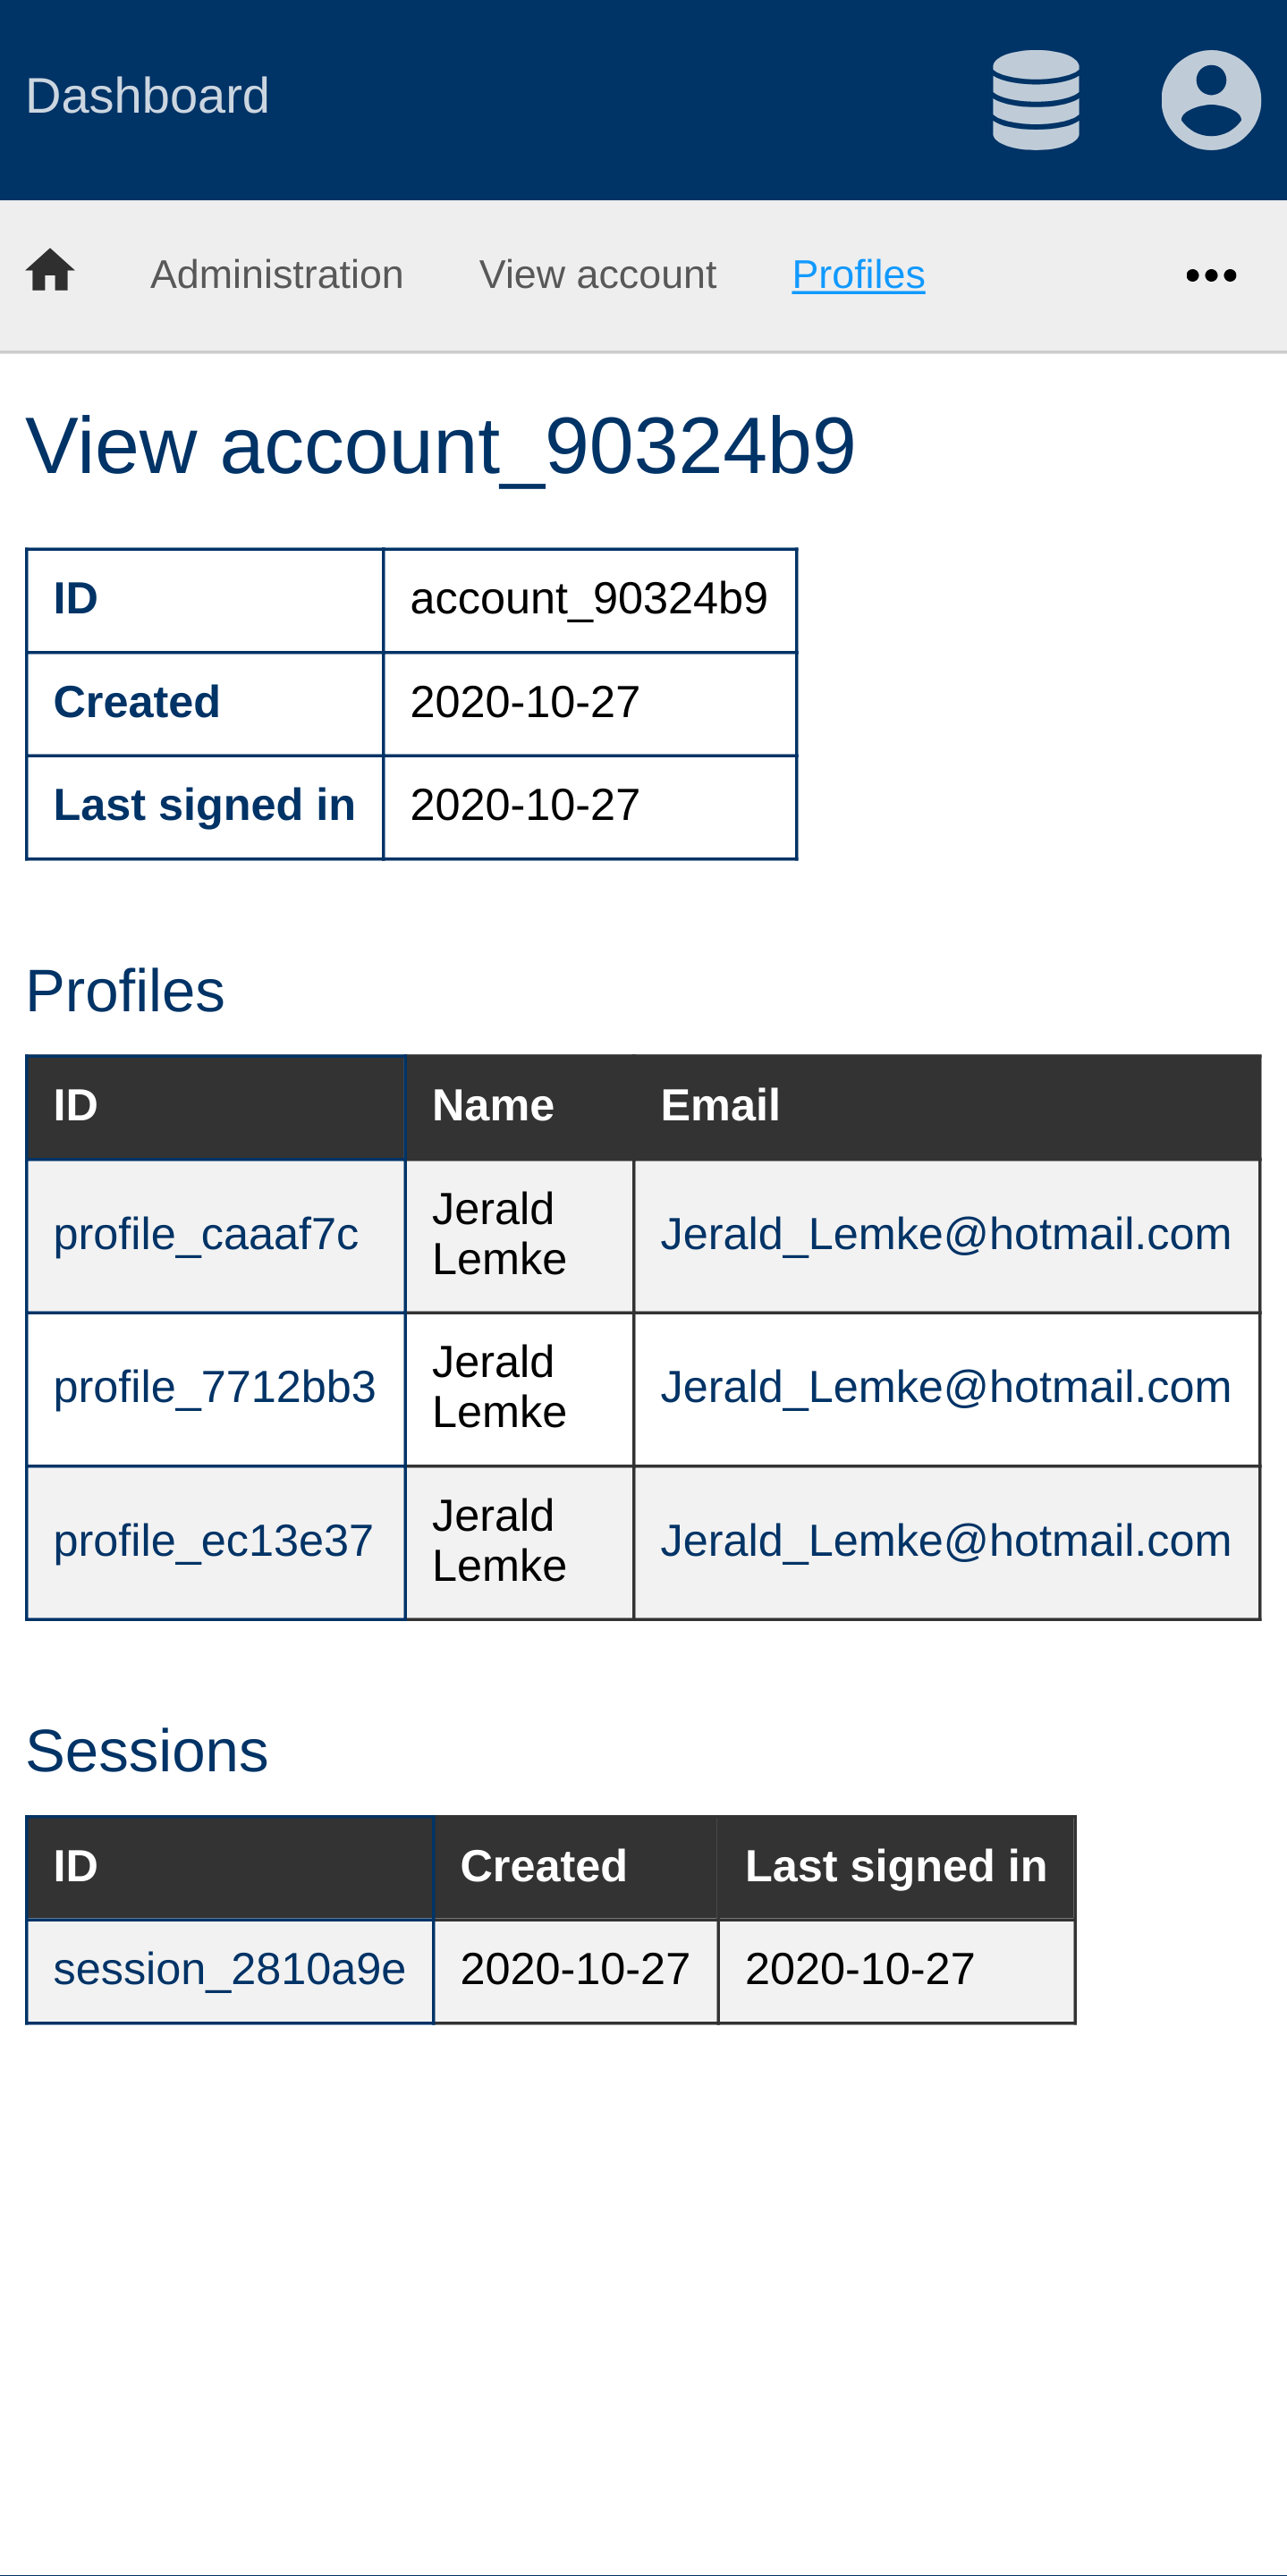 Dashboard
Administration View account Profiles
View account_90324b9
ID account_90324b9
Created 2020-10-27
Last signed in 2020-10-27
Profiles
ID Name Email
profile_caaaf7c Jerald Lemke Jerald_Lemke@hotmail.com
profile_7712bb3 Jerald Lemke Jerald_Lemke@hotmail.com
profile_ec13e37 Jerald Lemke Jerald_Lemke@hotmail.com
Sessions
ID Created Last signed in
session_2810a9e 2020-10-27 2020-10-27